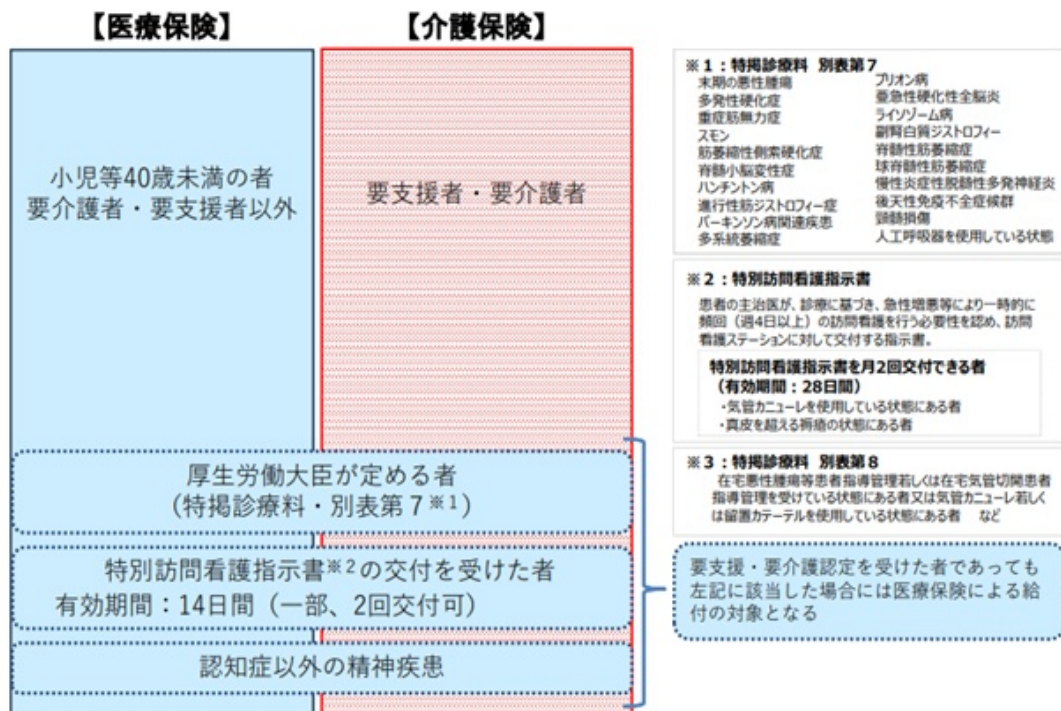 【医療保険】
【介護保険】
小児等40歳未満の者
要介護者・要支援者以外
要支援者・要介護者
厚生労働大臣が定める者
(特掲診療料・別表第7※1)
特別訪問看護指示書※2の交付を受けた者
有効期間：14日間（一部、2回交付可）
認知症以外の精神疾患
※1：特掲診療料 別表第7
末期の悪性腫瘍
多発性硬化症
重症筋無力症
スモン
筋萎縮性側索硬化症
脊髄小脳変性症
ハンチントン病
進行性筋ジストロフィー症
パーキンソン病関連疾患
多系統萎縮症
プリオン病
亜急性硬化性全脳炎
ライソゾーム病
副腎白質ジストロフィー
脊髄性筋萎縮症
球脊髄性筋萎縮症
慢性炎症性脱髄性多発神経炎
後天性免疫不全症候群
頸髄損傷
人工呼吸器を使用している状態
※2：特別訪問看護指示書
患者の主治医が、診療に基づき、急性増悪等により一時的に
頻回（週4日以上）の訪問看護を行う必要性を認め、訪問
看護ステーションに対して交付する指示書。
特別訪問看護指示書を月2回交付できる者
（有効期間：28日間）
・気管カニューレを使用している状態にある者
・真皮を超える褥瘡の状態にある者
※3：特掲診療料 別表第8
在宅悪性腫瘍等患者指導管理若しくは在宅気管切開患者
指導管理を受けている状態にある者又は気管カニューレ若しく
は留置カテーテルを使用している状態にある者　など
要支援・要介護認定を受けた者であっても
左記に該当した場合には医療保険による給
付の対象となる